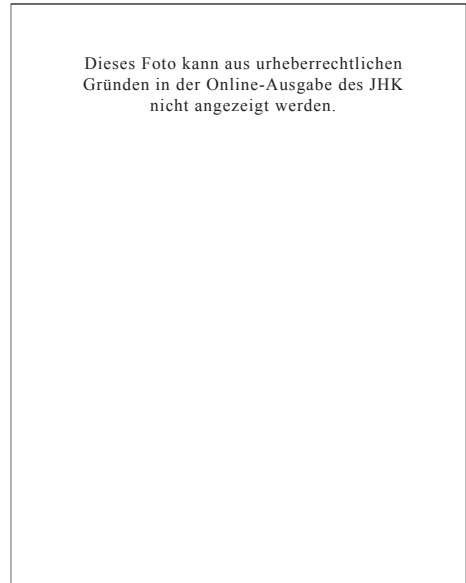 Dieses Foto kann aus urheberrechtlichen
Gründen in der Online-Ausgabe des JHK
nicht angezeigt werden.